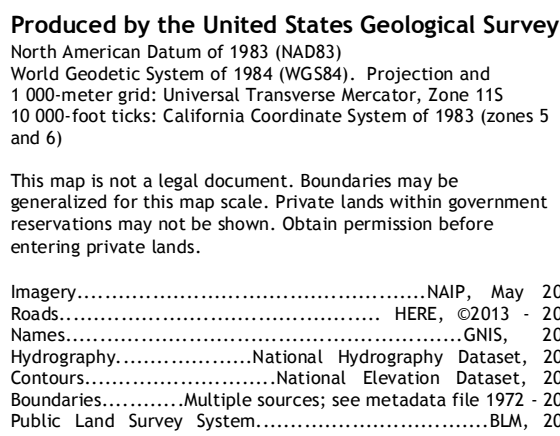 Produced by the United States Geological Survey
North American Datum of 1983 (NAD83)
World Geodetic System of 1984 (WGS84). Projection and
1 000-meter grid: Universal Transverse Mercator, Zone 11S
10 000-foot ticks: California Coordinate System of 1983 (zones 5
and 6)
This map is not a legal document. Boundaries may be
generalized for this map scale. Private lands within government
reservations may not be shown. Obtain permission before
entering private lands.
Imagery..................................................NAIP, May 20
Roads.............................................. HERE, ©2013 - 20
Names.........................................................GNIS, 20
Hydrography...................National Hydrography Dataset, 20
Contours...........................National Elevation Dataset, 20
Boundaries...........Multiple sources; see metadata file 1972 - 20
Public Land Survey System..................................BLM, 20